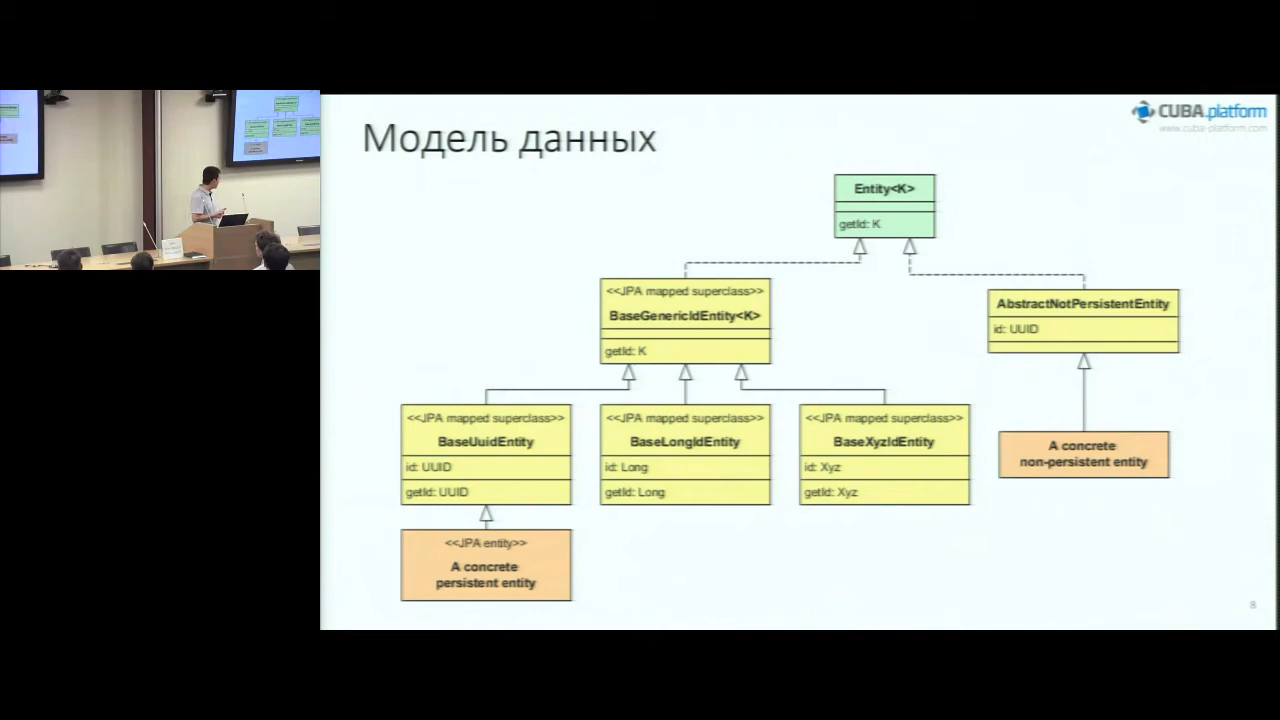 CUBA.platform
www.cuba-platform.com
Модель данных
Entity<K>
getId: K
<<JPA mapped superclass>>
BaseGenericIdEntity<K>
getId: K
AbstractNotPersistentEntity
id: UUID
<<JPA mapped superclass>>
BaseUuidEntity
id: UUID
getId: UUID
<<JPA mapped superclass>>
BaseLongIdEntity
id: Long
getId: Long
<<JPA mapped superclass>>
BaseXyzIdEntity
id: Xyz
getId: Xyz
A concrete
non-persistent entity
<<JPA entity>>
A concrete
persistent entity
8